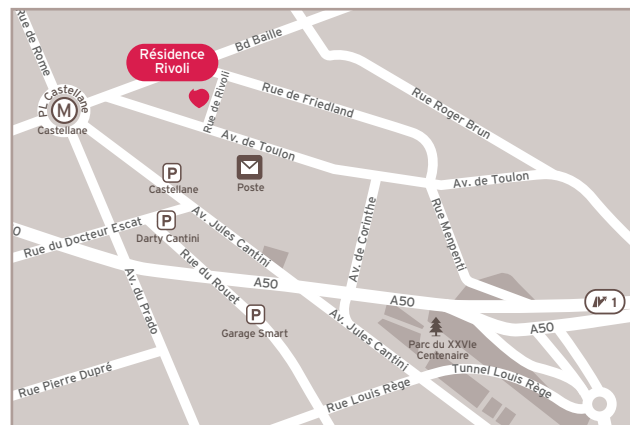 Rue de Rome
Bd Baille
Résidence
Rivoli
PL Castellane
M
Castellane
Rue de Rivoli
Rue de Friedland
Rue Roger Brun
Av. de Toulon
P
Castellane
Poste
Av. de Toulon
P
Darty Cantini
Av. Jules Cantini
Rue du Docteur Escat
Av. de Corinthe
Rue Menpenti
Rue du Rouet
A50
A50
1
A50
Av. du Prado
P
Garage Smart
Av. Jules Cantini
Parc du XXVIe
Centenaire
Rue Pierre Dupré
Rue Louis Rège
Tunnel Louis Rège